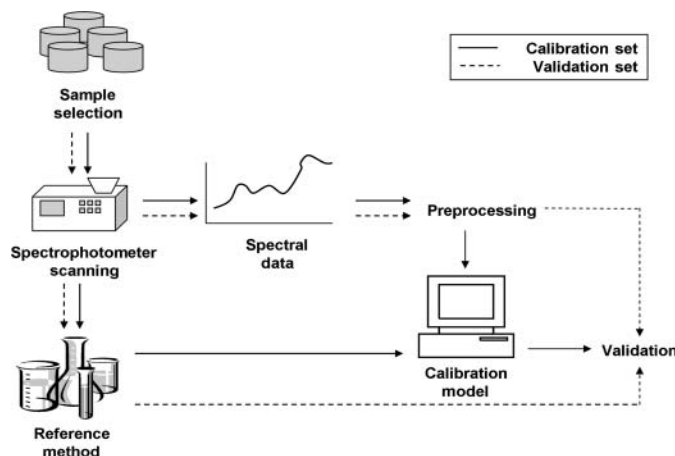 Calibration set
Validation set
Sample
selection
Spectrophotometer
scanning
Spectral
data
Preprocessing
Calibration
model
Validation
Reference
method